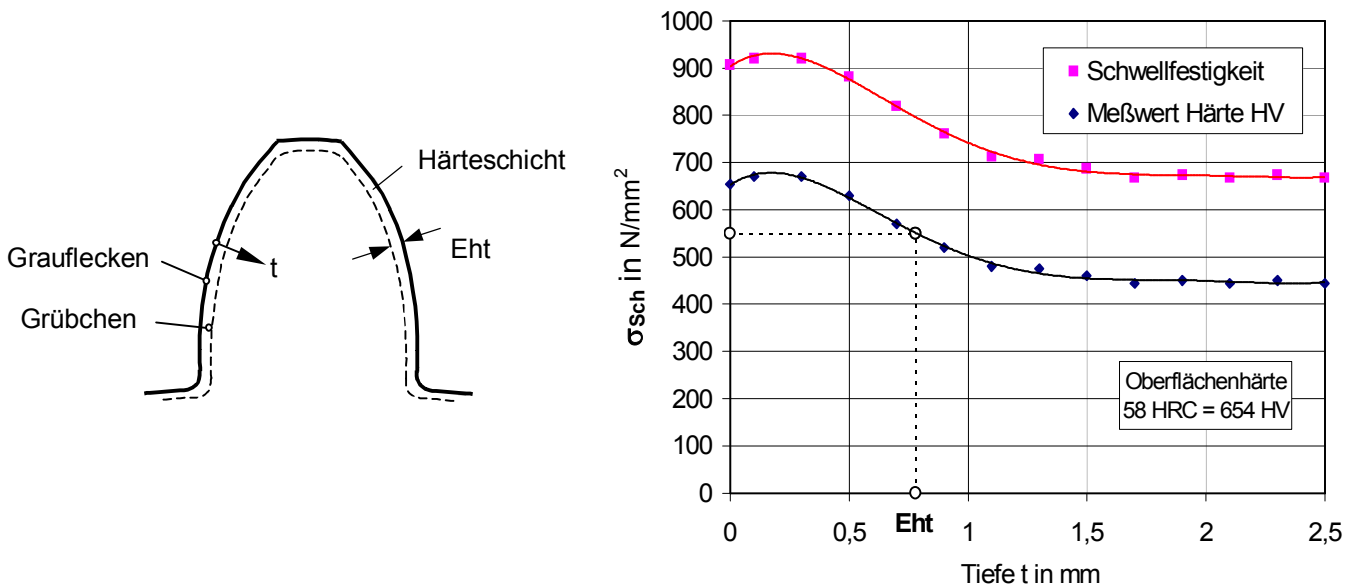 Härteschicht
Eht
t
Grauflecken
Grübchen
σSch in N/mm²
1000
900
800
700
600
500
400
300
200
100
0
Schwellfestigkeit
Meßwert Härte HV
Oberflächenhärte
58 HRC = 654 HV
0
0,5
Eht
1
1,5
2
2,5
Tiefe t in mm